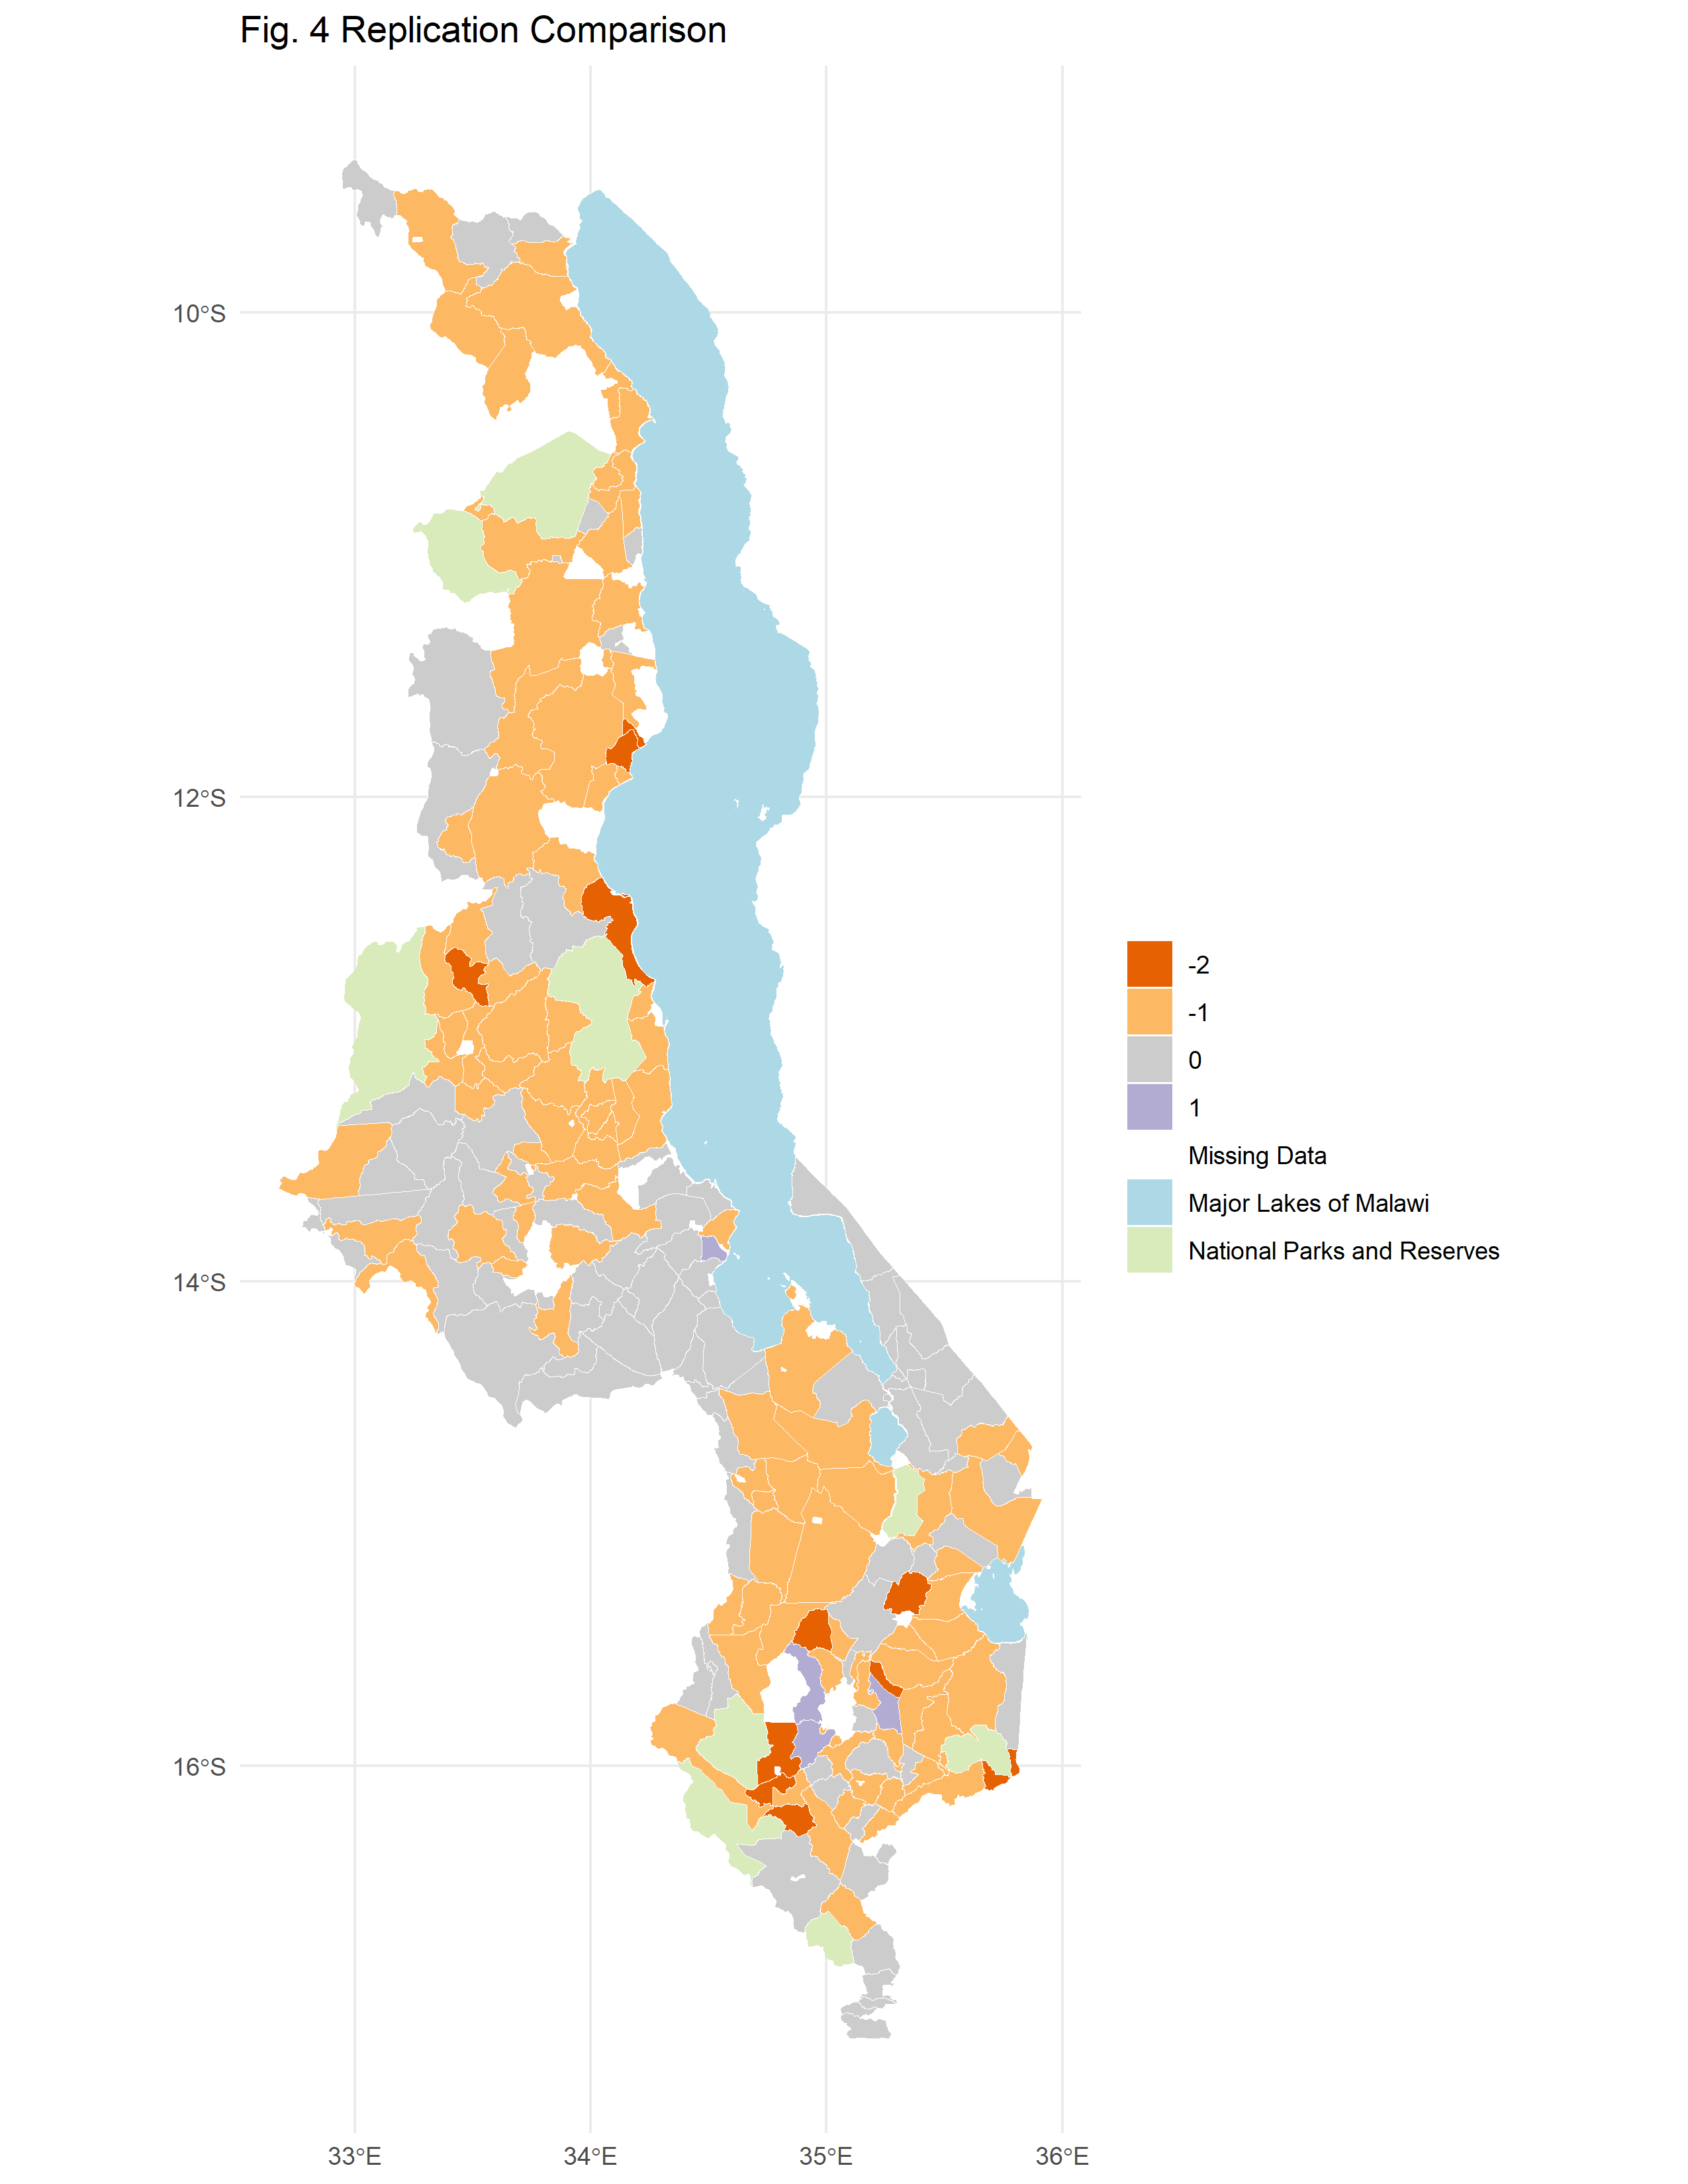 Fig. 4 Replication Comparison
10°S
12°S
14°S
16°S
33°E
34°E
35°E
36°E
-2
-1
0
1
Missing Data
Major Lakes of Malawi
National Parks and Reserves